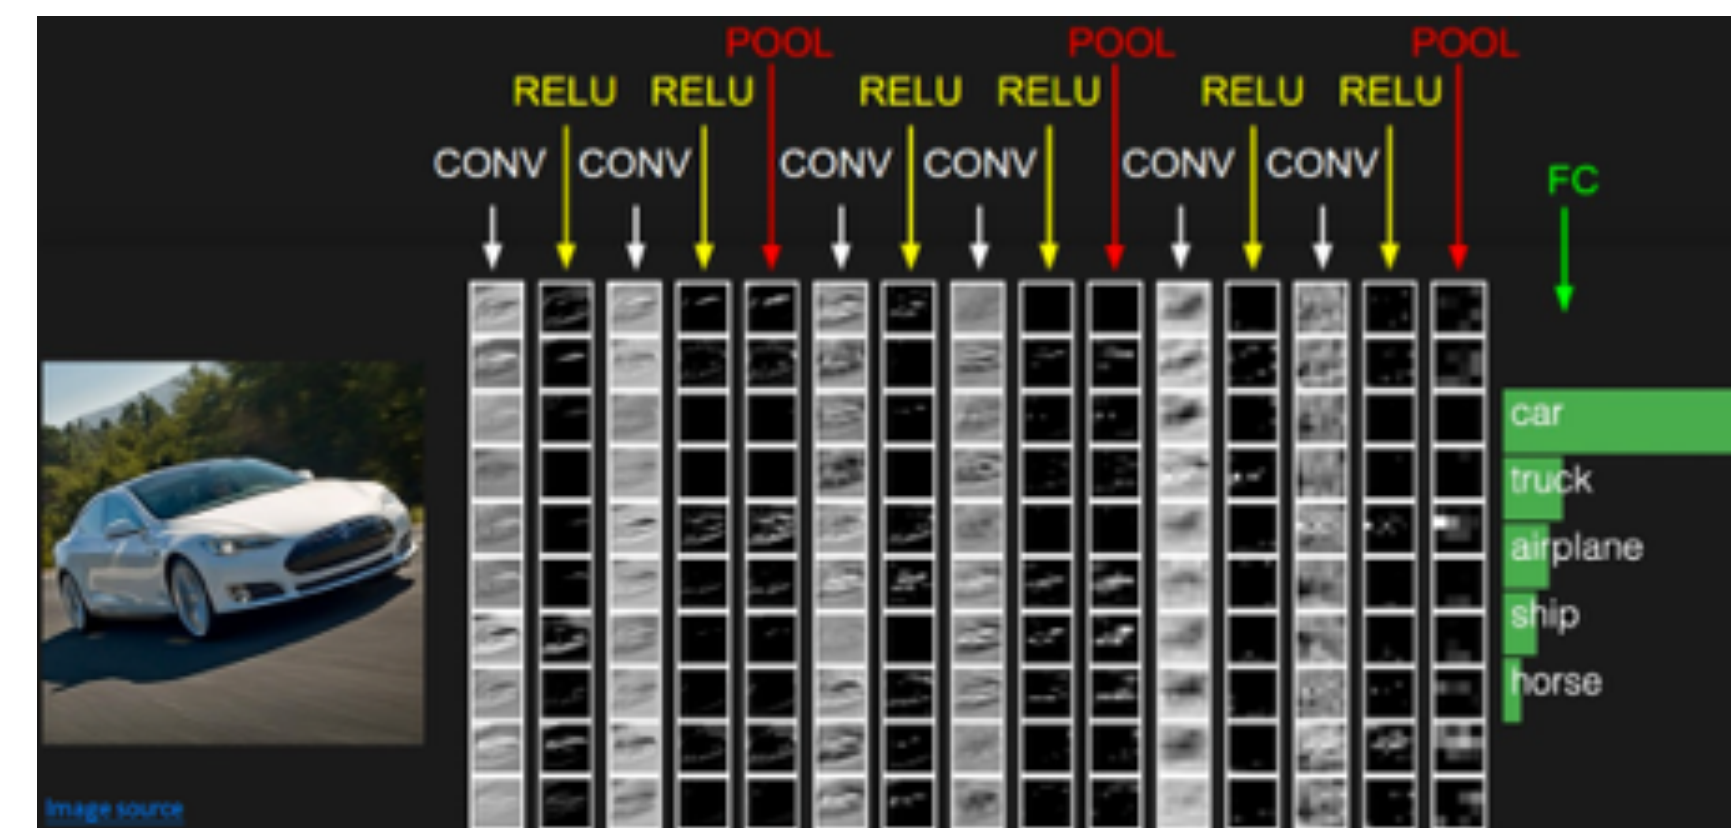 POOL POOL POOL
RELU RELU RELU RELU RELU RELU
CONV CONV CONV CONV CONV CONV
FC
car
truck
airplane
ship
horse
Image source